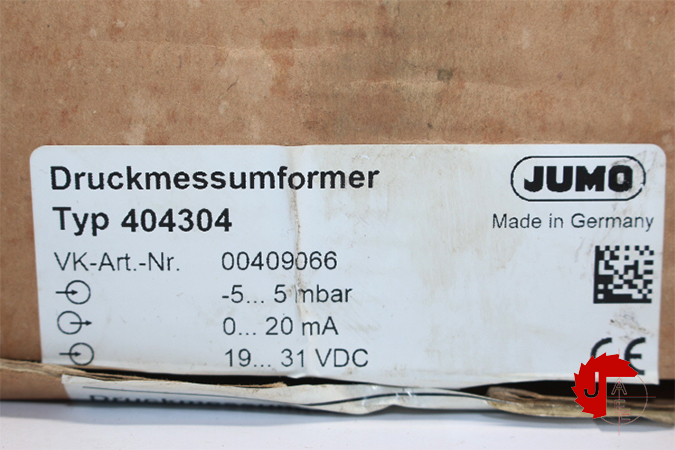 Druckmessumformer
JUMO
Typ 404304
Made in Germany
VK-Art.-Nr. 00409066
-5... 5 mbar
0... 20 mA
19... 31 VDC
CE
J